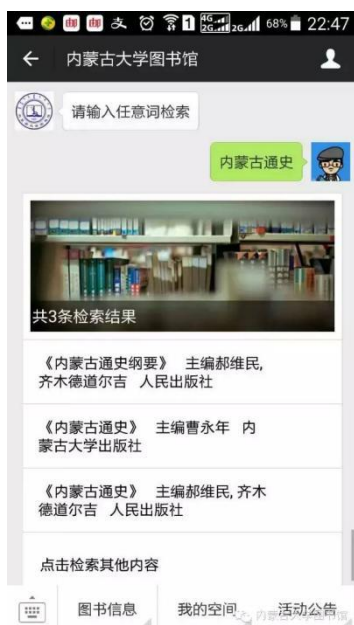 4G 2G 2G 68% 22:47
内蒙古大学图书馆
请输入任意词检索
内蒙古通史
共3条检索结果
《内蒙古通史纲要》 主编郝维民,
齐木德道尔吉 人民出版社
《内蒙古通史》 主编曹永年 内
蒙古大学出版社
《内蒙古通史》 主编郝维民, 齐木
德道尔吉 人民出版社
点击检索其他内容
图书信息 我的空间 活动公告
内蒙古大学图书馆